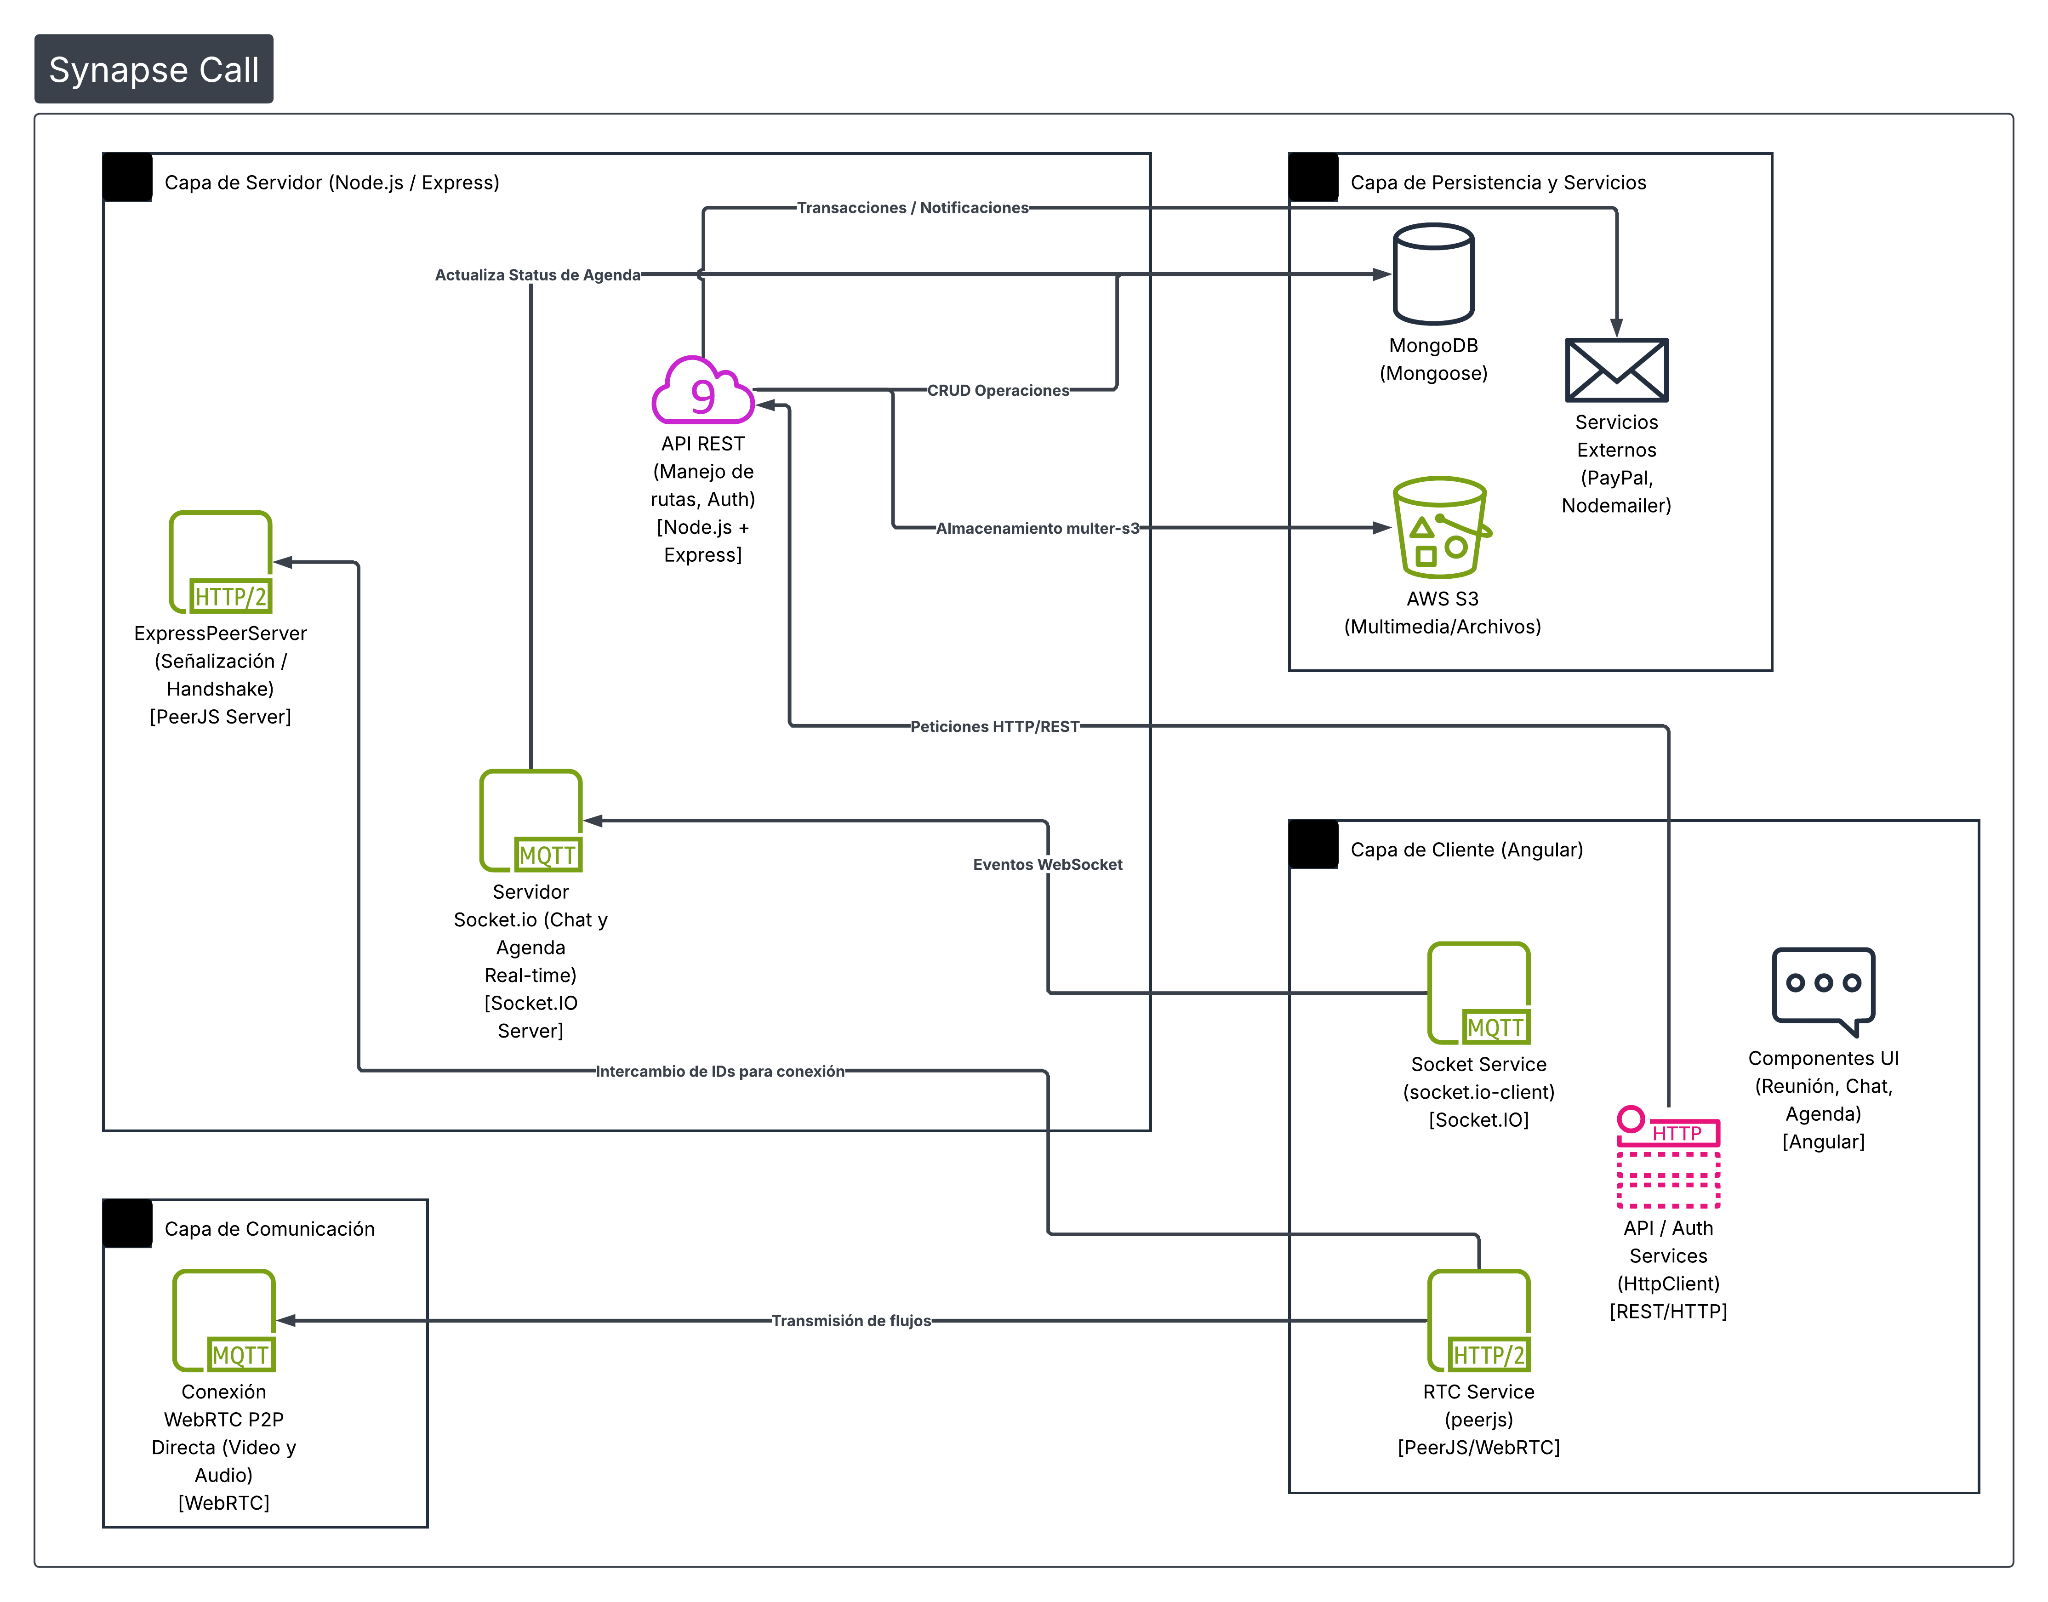 Synapse Call
Capa de Servidor (Node.js / Express)
Transacciones / Notificaciones
Actualiza Status de Agenda
9
CRUD Operaciones
API REST
(Manejo de
rutas, Auth)
[Node.js +
Express]
Almacenamiento multer-s3
HTTP/2
ExpressPeerServer
(Señalización /
Handshake)
[PeerJS Server]
Peticiones HTTP/REST
MQTT
Servidor
Socket.io (Chat y
Agenda
Real-time)
[Socket.IO
Server]
Eventos WebSocket
Intercambio de IDs para conexión
Capa de Persistencia y Servicios
MongoDB
(Mongoose)
Servicios
Externos
(PayPal,
Nodemailer)
AWS S3
(Multimedia/Archivos)
Capa de Cliente (Angular)
MQTT
Socket Service
(socket.io-client)
[Socket.IO]
Componentes UI
(Reunión, Chat,
Agenda)
[Angular]
HTTP
API / Auth
Services
(HttpClient)
[REST/HTTP]
HTTP/2
RTC Service
(peerjs)
[PeerJS/WebRTC]
Capa de Comunicación
Transmisión de flujos
MQTT
Conexión
WebRTC P2P
Directa (Video y
Audio)
[WebRTC]